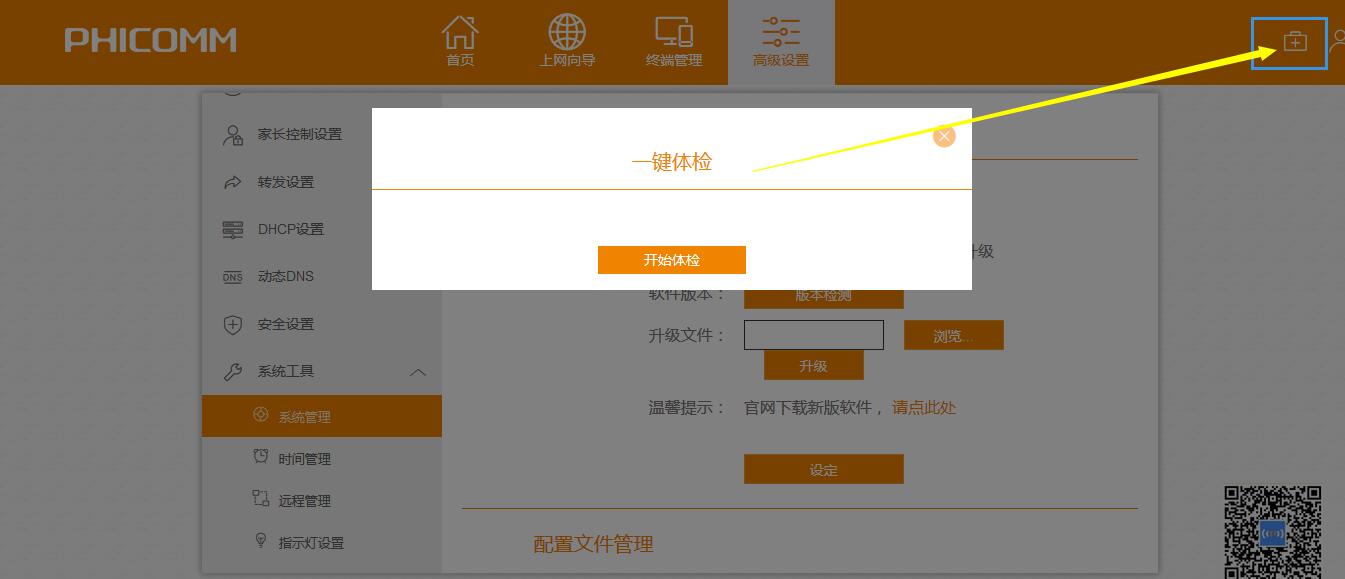 PHICOMM
首页
上网向导
终端管理
高级设置
家长控制设置
转发设置
DHCP设置
DNS 动态DNS
安全设置
系统工具
系统管理
时间管理
远程管理
指示灯设置
一键体检
开始体检
升级
软件版本：
版本检测
升级文件：
浏览...
升级
温馨提示： 官网下载新版软件， 请点此处
设定
配置文件管理